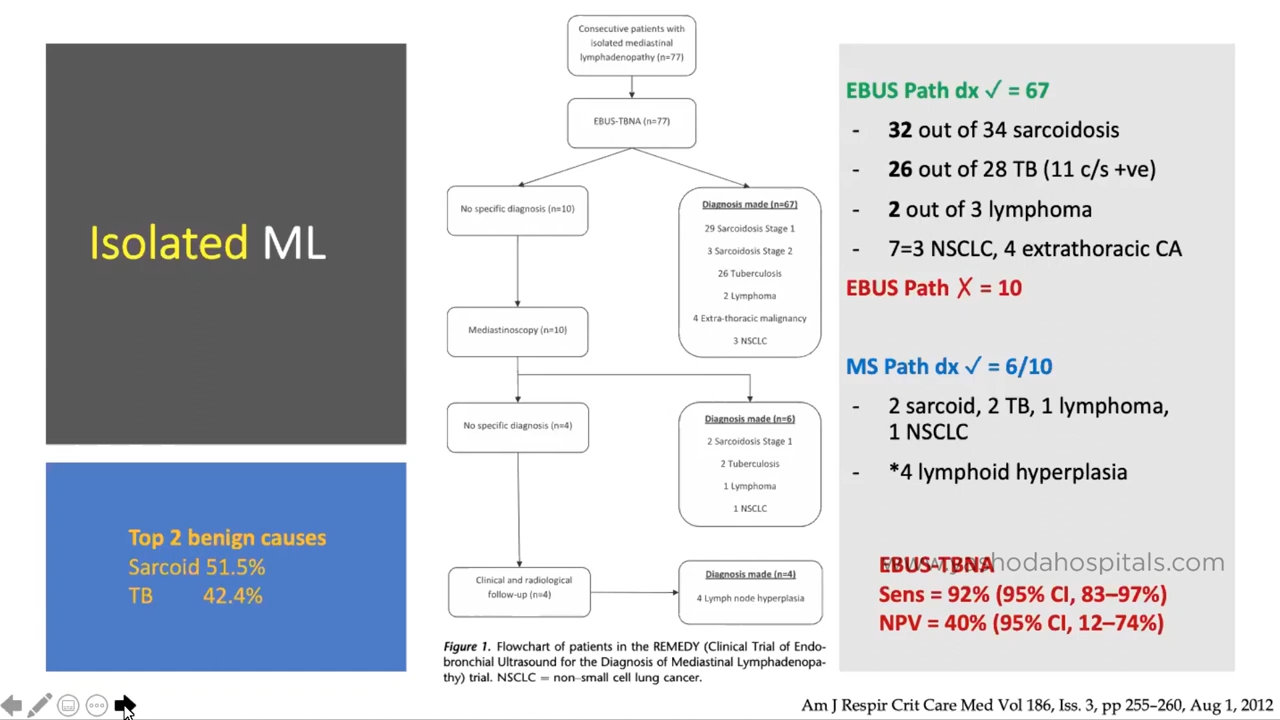 Isolated ML
Top 2 benign causes
Sarcoid 51.5%
TB 42.4%
Consecutive patients with
isolated mediastinal
lymphadenopathy (n=77)
EBUS-TBNA (n=77)
No specific diagnosis (n=10)
Diagnosis made (n=67)
29 Sarcoidosis Stage 1
3 Sarcoidosis Stage 2
26 Tuberculosis
2 Lymphoma
4 Extra-thoracic malignancy
3 NSCLC
Mediastinoscopy (n=10)
No specific diagnosis (n=4)
Diagnosis made (n=6)
2 Sarcoidosis Stage 1
2 Tuberculosis
1 Lymphoma
1 NSCLC
Clinical and radiological
follow-up (n=4)
Diagnosis made (n=4)
4 Lymph node hyperplasia
Figure 1. Flowchart of patients in the REMEDY (Clinical Trial of Endo-
bronchial Ultrasound for the Diagnosis of Mediastinal Lymphadenopa-
thy) trial. NSCLC = non–small cell lung cancer.
EBUS Path dx ✓ = 67
- 32 out of 34 sarcoidosis
- 26 out of 28 TB (11 c/s +ve)
- 2 out of 3 lymphoma
- 7=3 NSCLC, 4 extrathoracic CA
EBUS Path ✗ = 10
MS Path dx ✓ = 6/10
- 2 sarcoid, 2 TB, 1 lymphoma,
1 NSCLC
- *4 lymphoid hyperplasia
EBUS-TBNA
www.yashodahospitals.com
Sens = 92% (95% CI, 83–97%)
NPV = 40% (95% CI, 12–74%)
Am J Respir Crit Care Med Vol 186, Iss. 3, pp 255–260, Aug 1, 2012